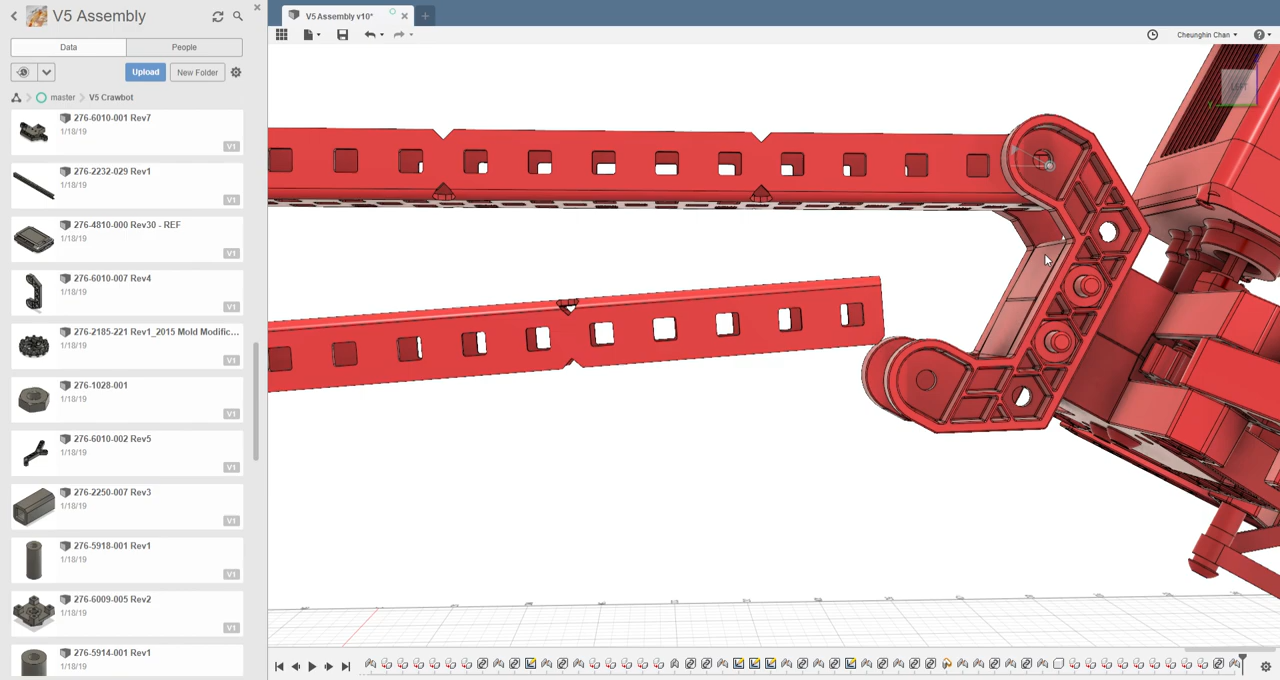 V5 Assembly
Data
People
Upload
New Folder
master
V5 Crawbot
276-6010-001 Rev7
1/18/19
V1
276-2232-029 Rev1
1/18/19
V1
276-4810-000 Rev30 - REF
1/18/19
V1
276-6010-007 Rev4
1/18/19
V1
276-2185-221 Rev1_2015 Mold Modific...
1/18/19
V1
276-1028-001
1/18/19
V1
276-6010-002 Rev5
1/18/19
V1
276-2250-007 Rev3
1/18/19
V1
276-5918-001 Rev1
1/18/19
V1
276-6009-005 Rev2
1/18/19
V1
276-5914-001 Rev1
1/18/19
V5 Assembly v10*
Cheunghin Chan
LEFT
Y